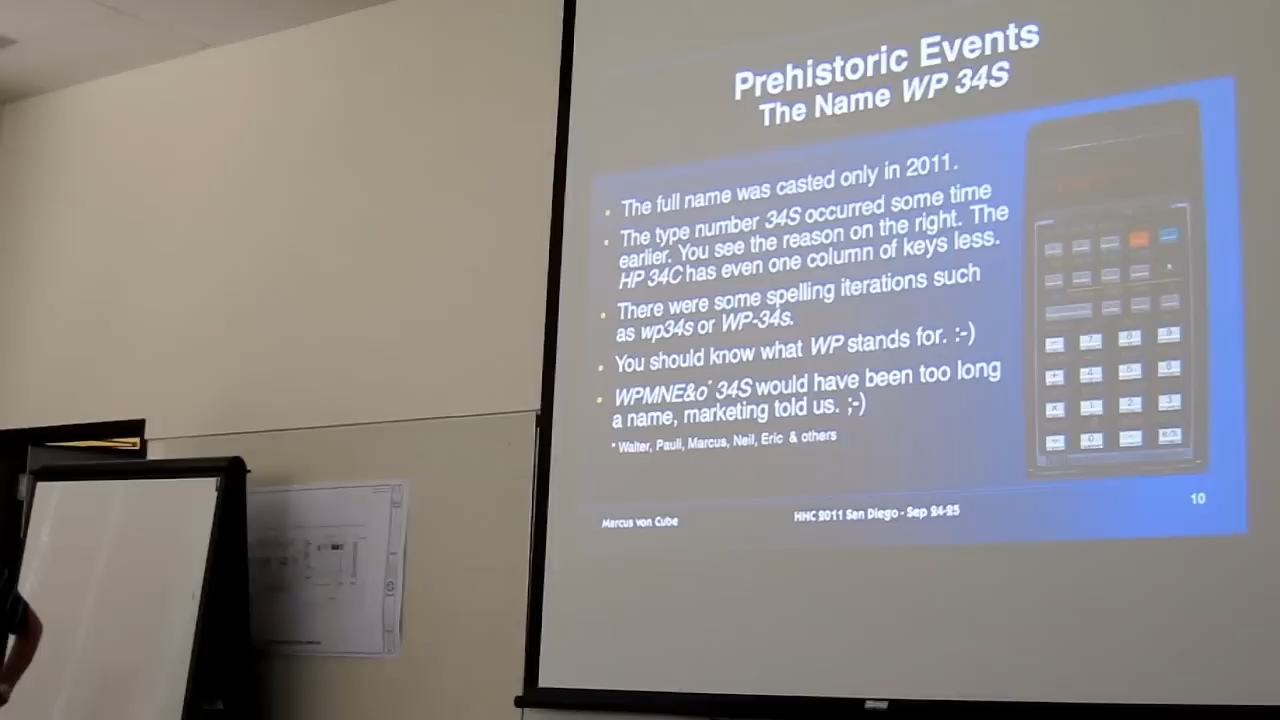 Prehistoric Events
The Name WP 34S
• The full name was casted only in 2011.
• The type number 34S occurred some time
earlier. You see the reason on the right. The
HP 34C has even one column of keys less.
• There were some spelling iterations such
as wp34s or WP-34s.
• You should know what WP stands for. :-)
• WPMNE&o* 34S would have been too long
a name, marketing told us. ;-)
* Walter, Pauli, Marcus, Neil, Eric & others
Marcus von Cube
HHC 2011 San Diego - Sep 24-25
10